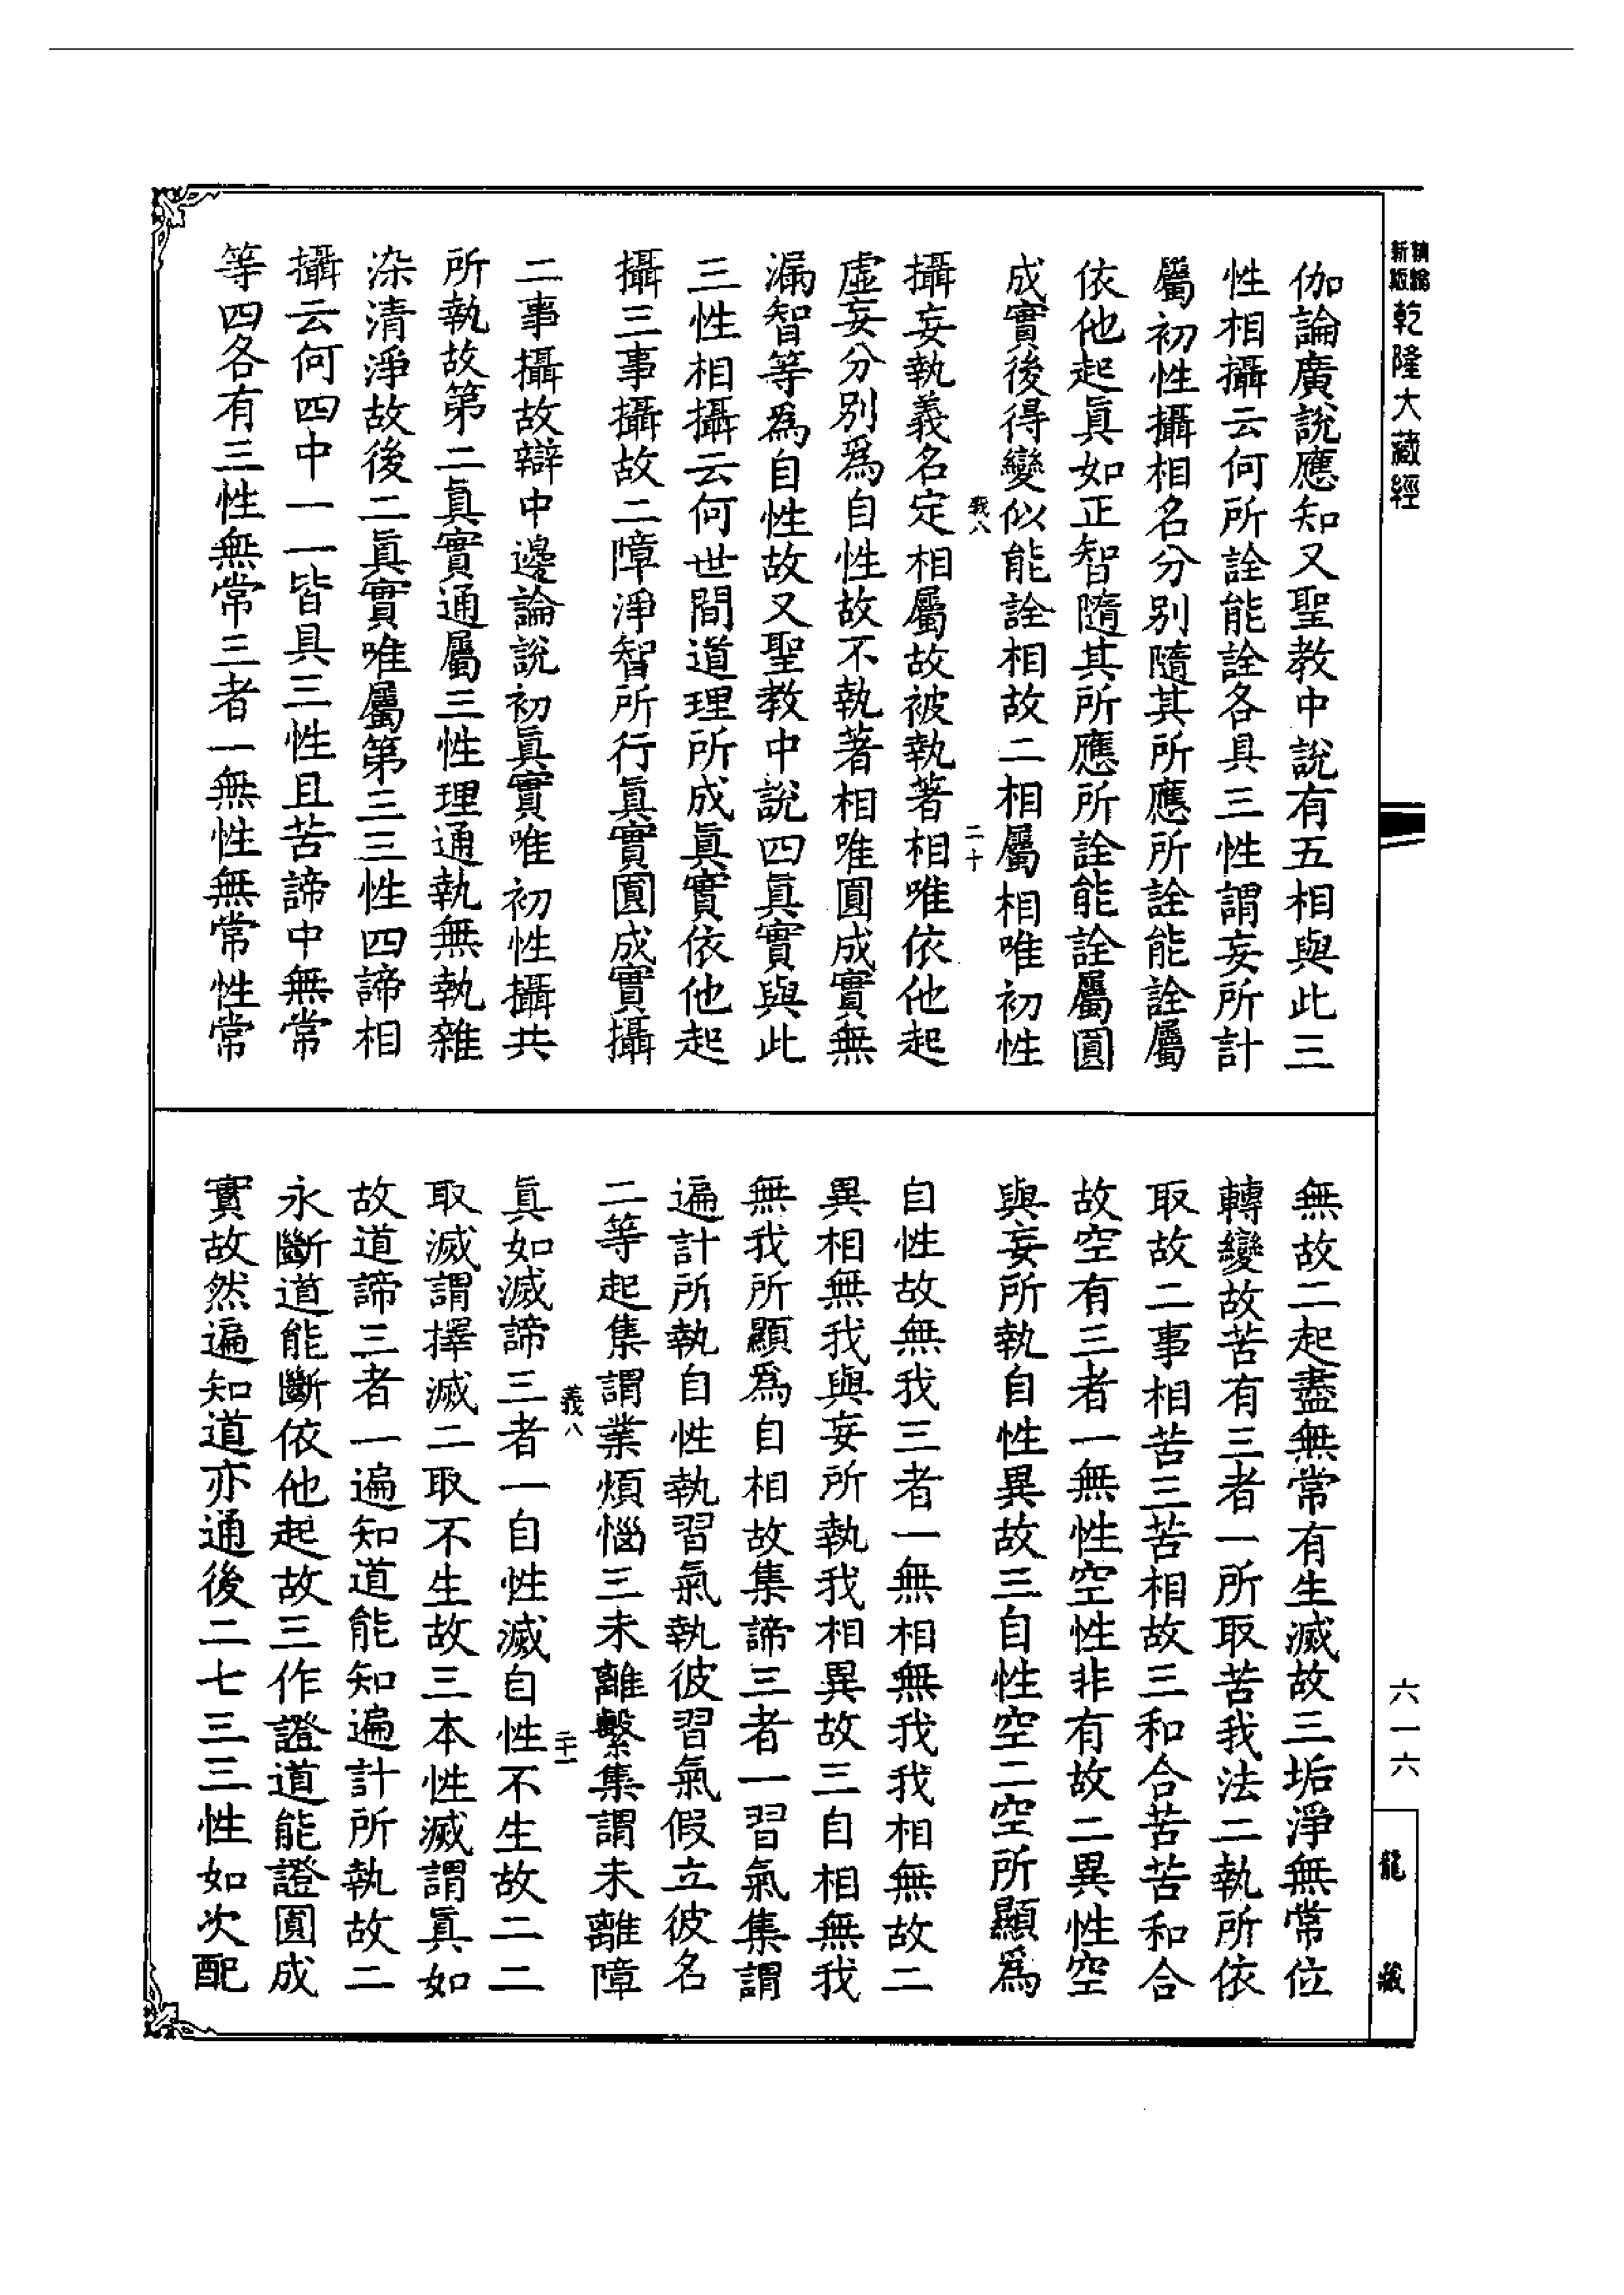 新版
精編
乾隆大藏經
伽論廣說應知又聖教中說有五相與此三
性相攝云何所詮能詮各具三性謂妄所計
屬初性攝相名分別隨其所應所詮能詮屬
依他起真如正智隨其所應所詮能詮屬圓
成實後得變似能詮相故二相屬相唯初性
義八
二十
攝妄執義名定相屬故被執著相唯依他起
虛妄分別爲自性故不執著相唯圓成實無
漏智等爲自性故又聖教中說四真實與此
三性相攝云何世間道理所成真實依他起
攝三事攝故二障淨智所行真實圓成實攝
二事攝故辯中邊論說初真實唯初性攝共
所執故第二真實通屬三性理通執無執雜
染清淨故後二真實唯屬第三三性四諦相
攝云何四中一一皆具三性且苦諦中無常
等四各有三性無常三者一無性無常性常
無故二起盡無常有生滅故三垢淨無常位
轉變故苦有三者一所取苦我法二執所依
取故二事相苦三苦相故三和合苦苦和合
故空有三者一無性空性非有故二異性空
與妄所執自性異故三自性空二空所顯爲
自性故無我三者一無相無我我相無故二
異相無我與妄所執我相異故三自相無我
無我所顯爲自相故集諦三者一習氣集謂
遍計所執自性執習氣執彼習氣假立彼名
二等起集謂業煩惱三未離繫集謂未離障
義八
二十一
真如滅諦三者一自性滅自性不生故二二
取滅謂擇滅二取不生故三本性滅謂真如
故道諦三者一遍知道能知遍計所執故二
永斷道能斷依他起故三作證道能證圓成
實故然遍知道亦通後二七三三性如次配
六一六
龍藏